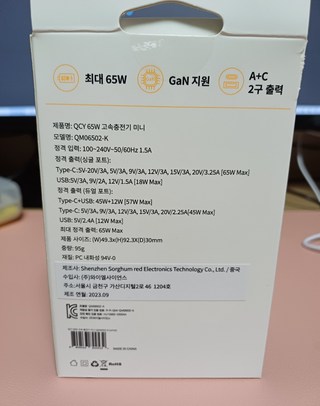 최대 65W
GaN 지원
A+C
2구 출력
제품명: QCY 65W 고속충전기 미니
모델명: QM06502-K
정격 입력: 100~240V~50/60Hz 1.5A
정격 출력(싱글 포트):
Type-C:5V-20V/3A, 5V/3A, 9V/3A, 12V/3A, 15V/3A, 20V/3.25A [65W Max]
USB:5V/3A, 9V/2A, 12V/1.5A [18W Max]
정격 출력 (듀얼 포트):
Type-C+USB: 45W+12W [57W Max]
Type-C: 5V/3A, 9V/3A, 12V/3A, 15V/3A, 20V/2.25A[45W Max]
USB: 5V/2.4A [12W Max]
최대 정격 출력: 65W Max
제품 사이즈: (W)49.3x(H)92.3X(D)30mm
중량: 95g
재질: PC 내화성 94V-0
제조사: Shenzhen Sorghum red Electronics Technology Co., Ltd. / 중국
수입사: (주)와이엘사이언스
주소:서울시 금천구 가산디지털2로 46 1204호
제조 연월: 2023.09
RoHS